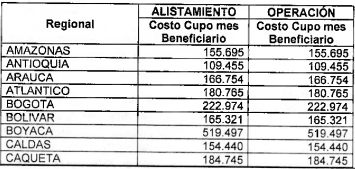 Regional ALISTAMIENTO OPERACIÓN
Costo Cupo mes Beneficiario Costo Cupo mes Beneficiario
AMAZONAS 155.695 155.695
ANTIOQUIA 109.455 109.455
ARAUCA 166.754 166.754
ATLANTICO 180.765 180.765
BOGOTA 222.974 222.974
BOLIVAR 165.321 165.321
BOYACA 519.497 519.497
CALDAS 154.440 154.440
CAQUETA 184.745 184.745